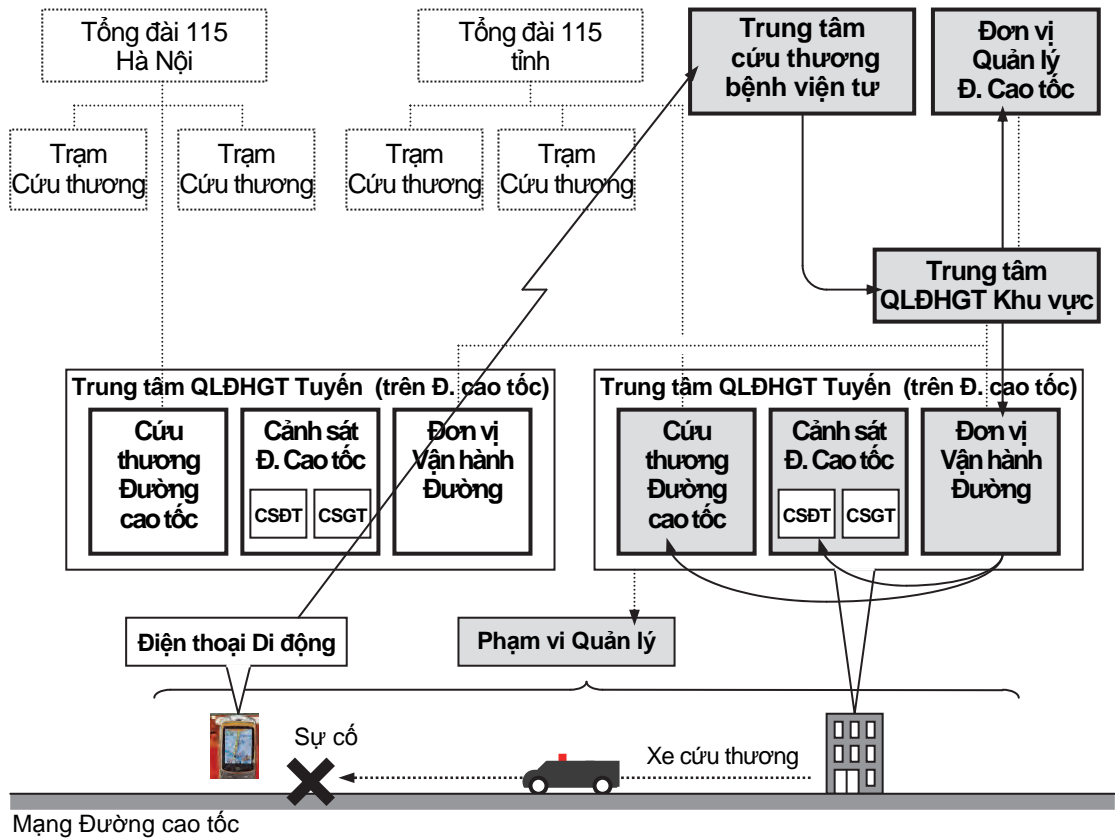 Tổng đài 115
Hà Nội
Tổng đài 115
tỉnh
Trung tâm
cứu thương
bệnh viện tư
Đơn vị
Quản lý
Đ. Cao tốc
Trạm
Cứu thương
Trạm
Cứu thương
Trạm
Cứu thương
Trạm
Cứu thương
Trung tâm
QLĐHGT Khu vực
Trung tâm QLĐHGT Tuyến (trên Đ. cao tốc)
Cứu
thương
Đường
cao tốc
Cảnh sát
Đ. Cao tốc
CSĐT
CSGT
Đơn vị
Vận hành
Đường
Trung tâm QLĐHGT Tuyến (trên Đ. cao tốc)
Cứu
thương
Đường
cao tốc
Cảnh sát
Đ. Cao tốc
CSĐT
CSGT
Đơn vị
Vận hành
Đường
Điện thoại Di động
Phạm vi Quản lý
Sự cố
Xe cứu thương
Mạng Đường cao tốc